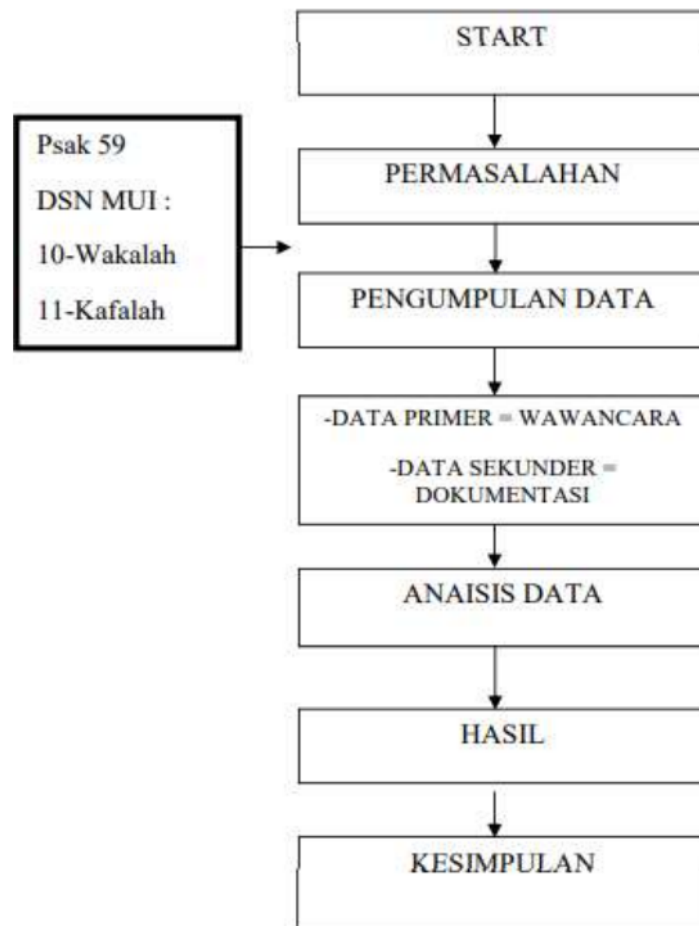 START
Psak 59
DSN MUI :
10-Wakalah
11-Kafalah
PERMASALAHAN
PENGUMPULAN DATA
-DATA PRIMER = WAWANCARA
-DATA SEKUNDER =
DOKUMENTASI
ANAISIS DATA
HASIL
KESIMPULAN